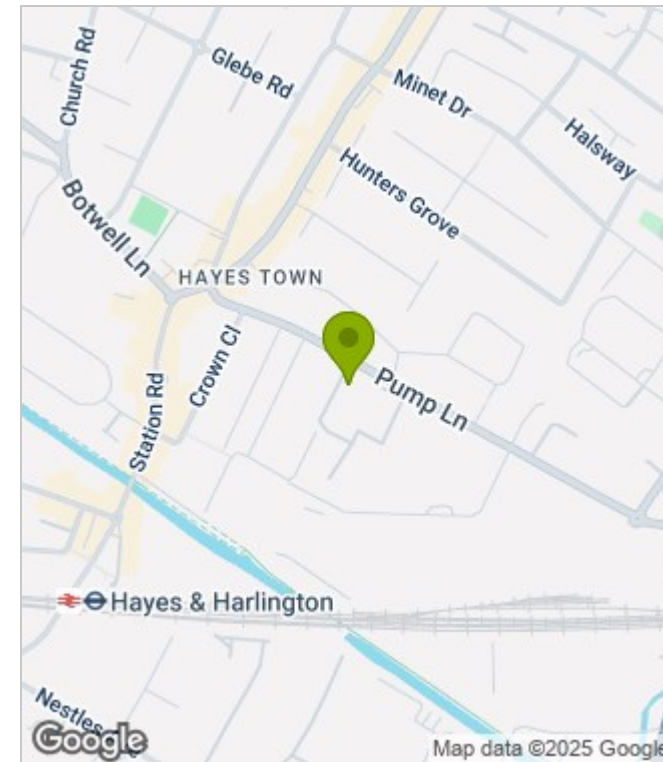 Church Rd
Glebe Rd
Minet Dr
Halsway
Hunters Grove
Botwell Ln
HAYES TOWN
Crown Cl
Pump Ln
Station Rd
Hayes & Harlington
Google
Map data ©2025 Google